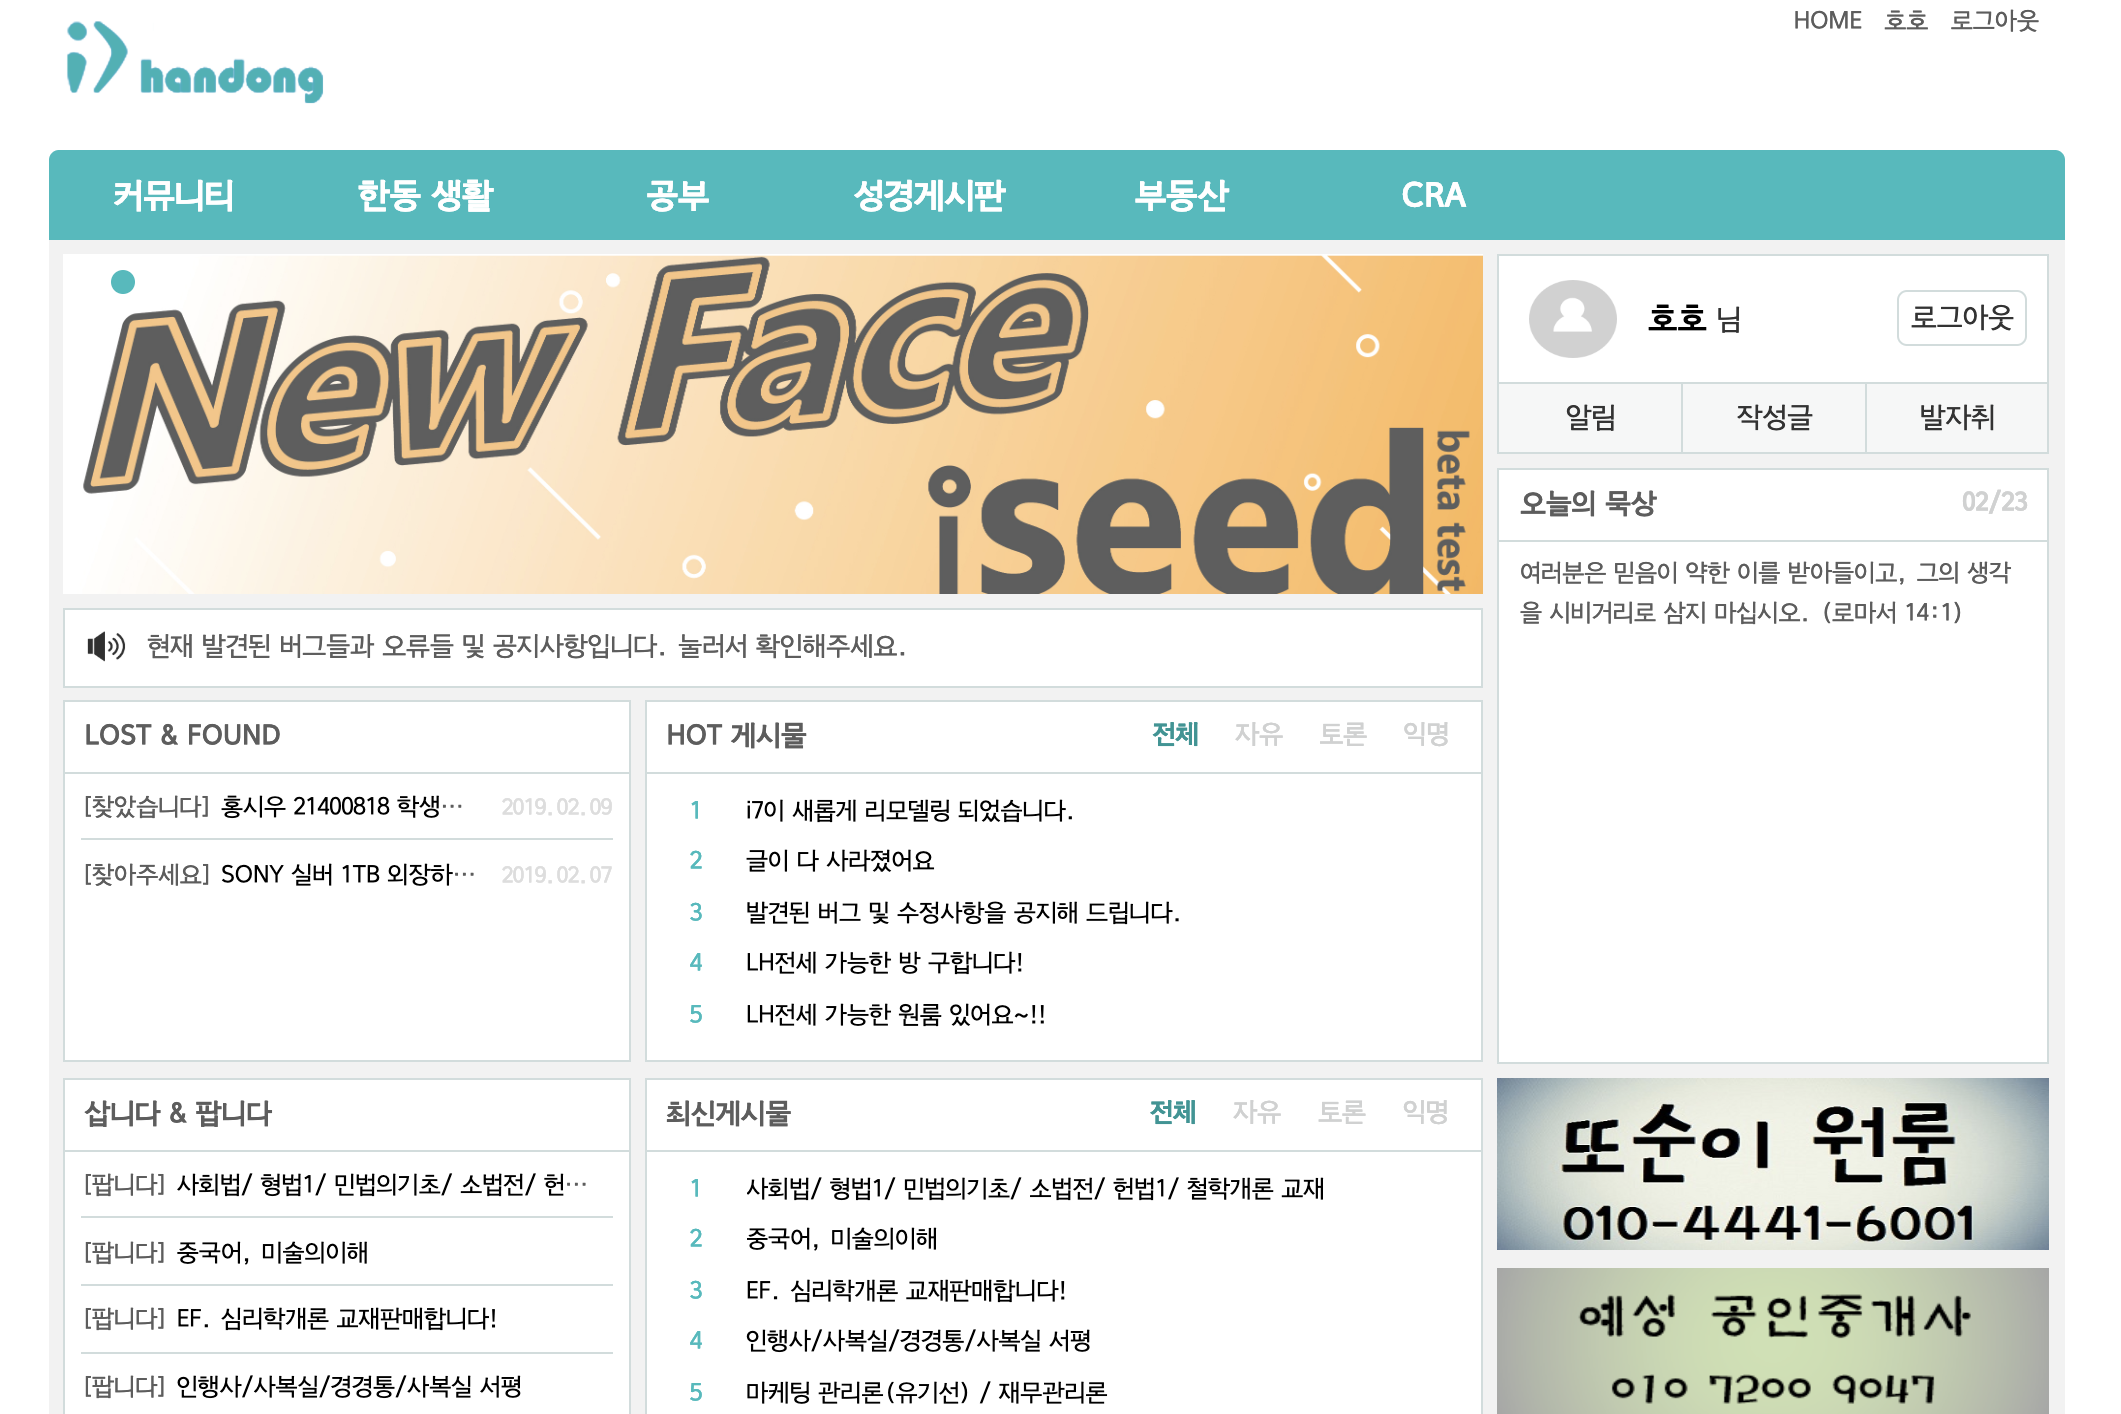 HOME 호호 로그아웃
i7 handong
커뮤니티 한동 생활 공부 성경게시판 부동산 CRA
New Face
iseed
beta test
호호 님 로그아웃
알림 작성글 발자취
오늘의 묵상 02/23
여러분은 믿음이 약한 이를 받아들이고, 그의 생각
을 시비거리로 삼지 마십시오. (로마서 14:1)
현재 발견된 버그들과 오류들 및 공지사항입니다. 눌러서 확인해주세요.
LOST & FOUND
[찾았습니다] 홍시우 21400818 학생… 2019.02.09
[찾아주세요] SONY 실버 1TB 외장하… 2019.02.07
HOT 게시물 전체 자유 토론 익명
1 i7이 새롭게 리모델링 되었습니다.
2 글이 다 사라졌어요
3 발견된 버그 및 수정사항을 공지해 드립니다.
4 LH전세 가능한 방 구합니다!
5 LH전세 가능한 원룸 있어요~!!
삽니다 & 팝니다
[팝니다] 사회법/ 형법1/ 민법의기초/ 소법전/ 헌…
[팝니다] 중국어, 미술의이해
[팝니다] EF. 심리학개론 교재판매합니다!
[팝니다] 인행사/사복실/경경통/사복실 서평
최신게시물 전체 자유 토론 익명
1 사회법/ 형법1/ 민법의기초/ 소법전/ 헌법1/ 철학개론 교재
2 중국어, 미술의이해
3 EF. 심리학개론 교재판매합니다!
4 인행사/사복실/경경통/사복실 서평
5 마케팅 관리론(유기선) / 재무관리론
또순이 원룸
010-4441-6001
예성 공인중개사
010 7200 9047